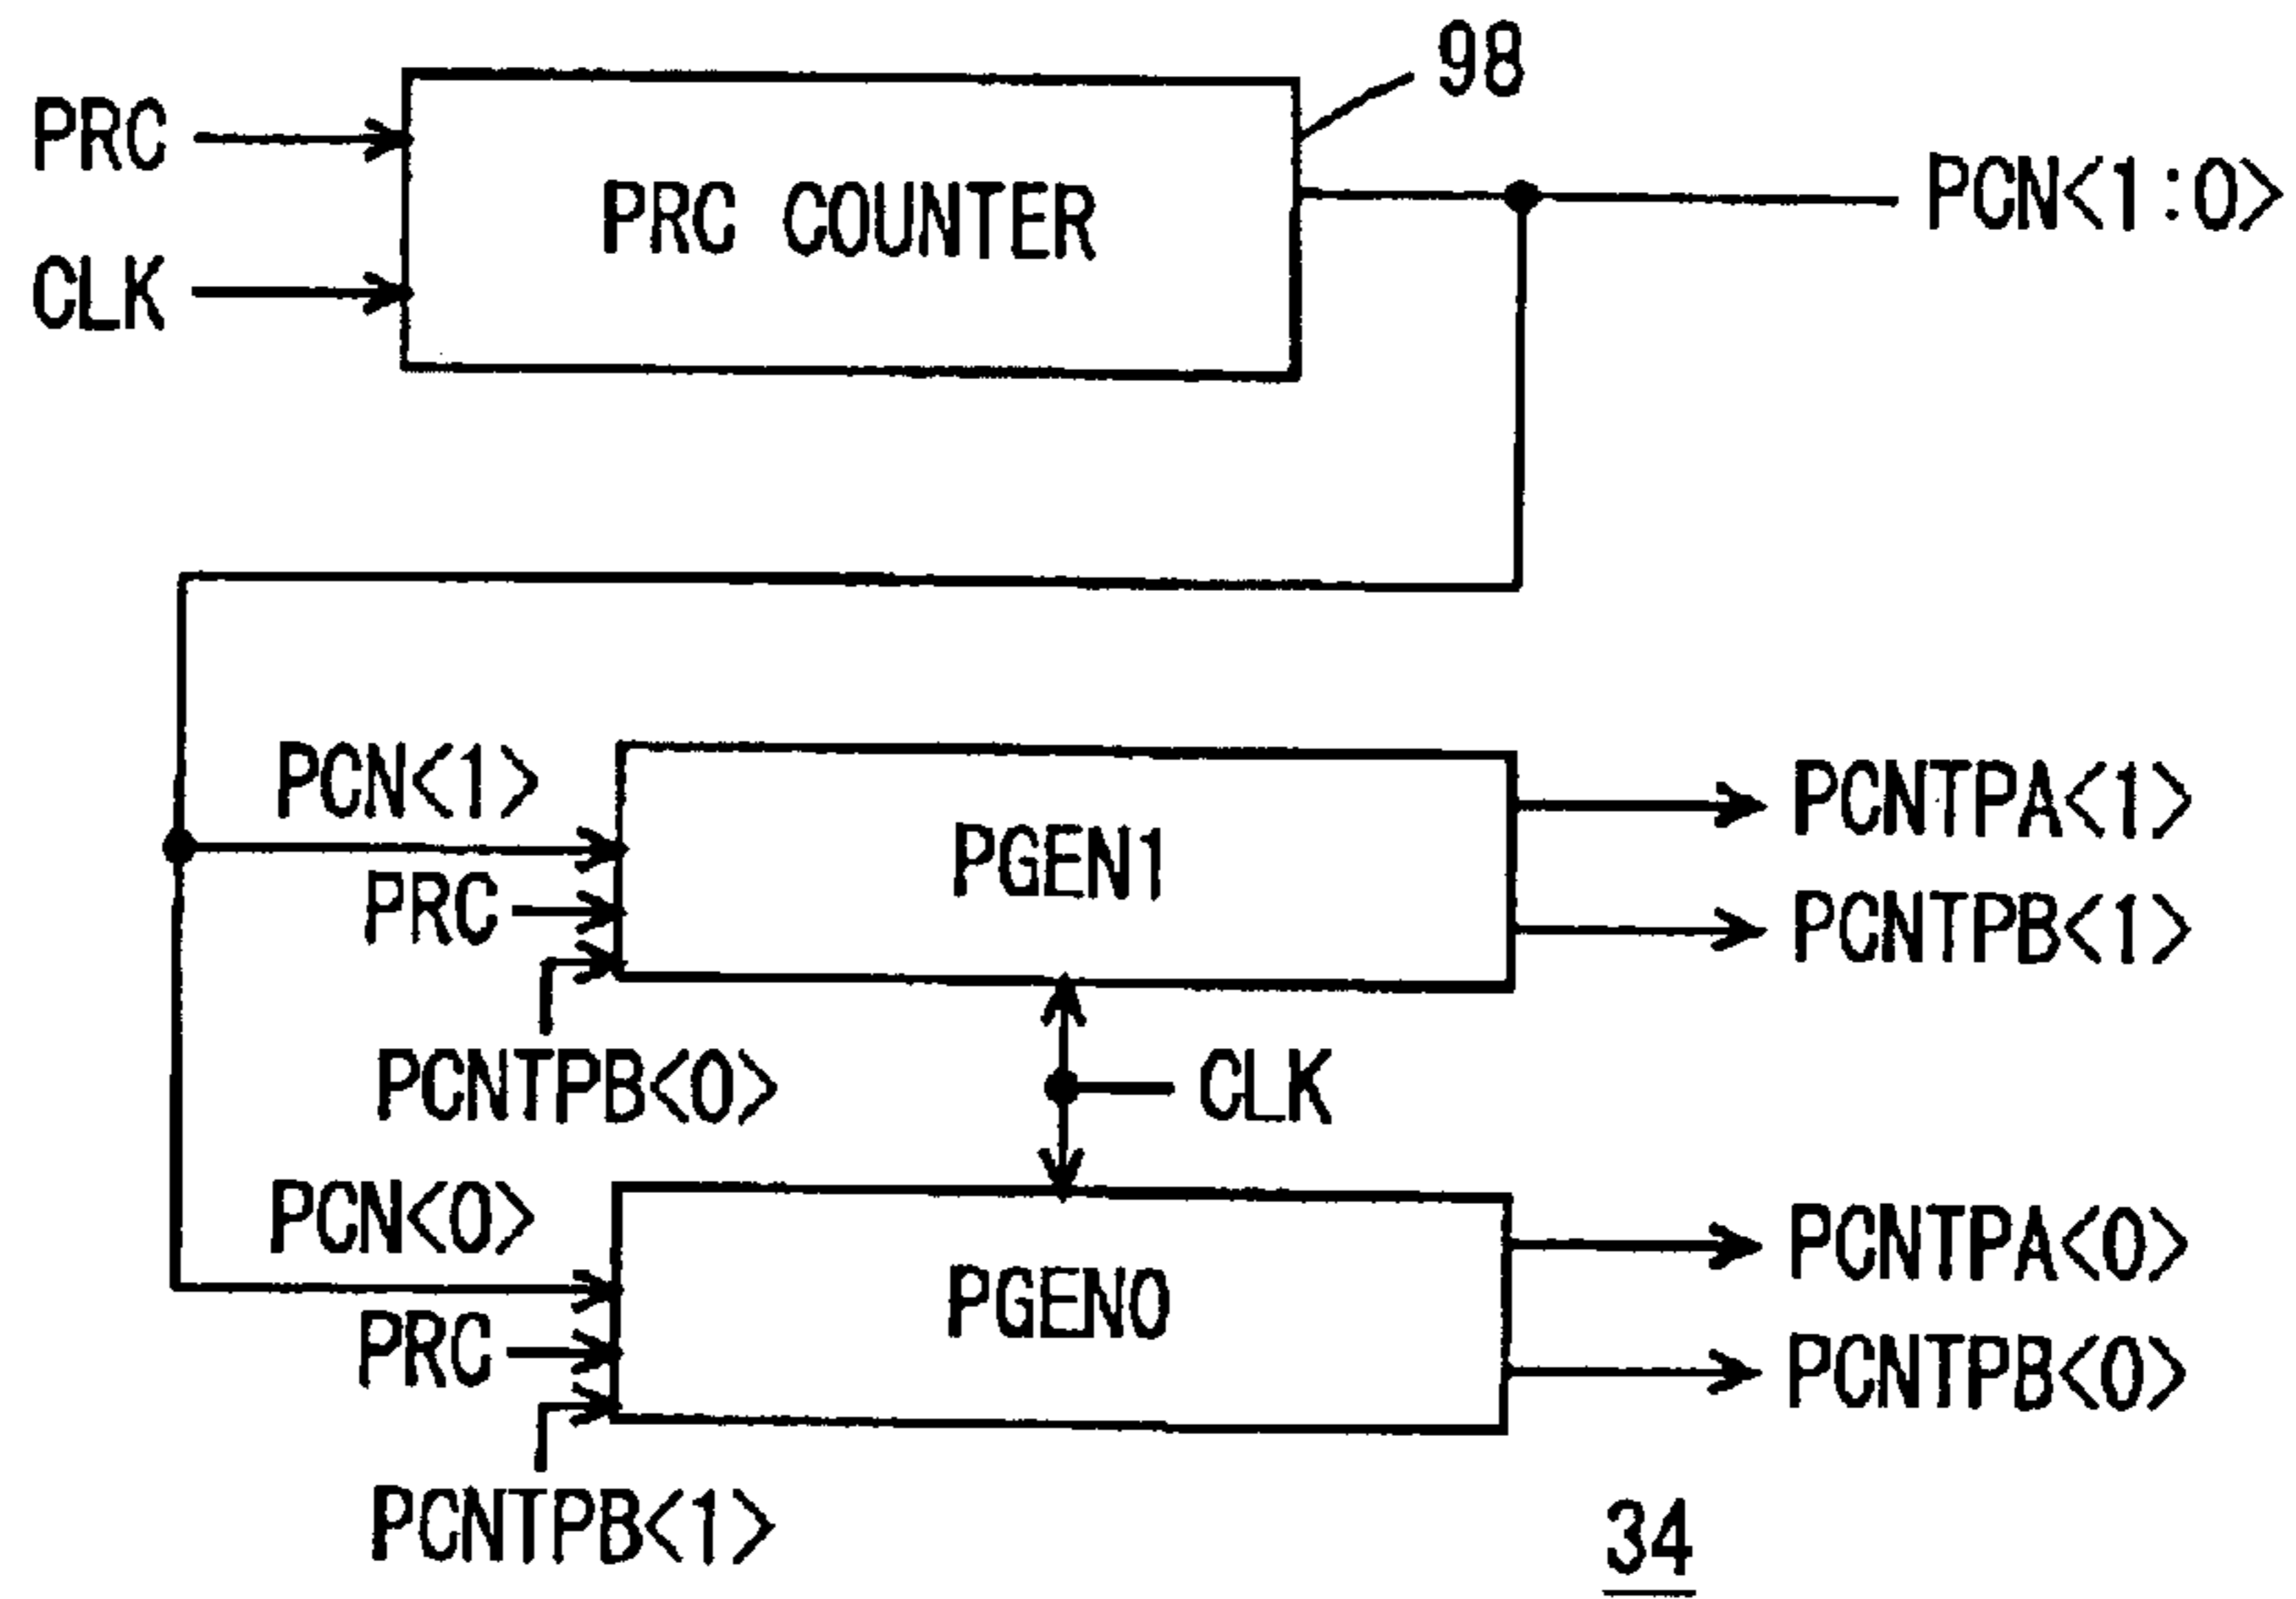 98
PRC
PRC COUNTER
PCN<1:0>
CLK
PCN<1>
PCNTPA<1>
PGEN1
PRC
PCNTPB<1>
PCNTPB<0>
CLK
PCN<0>
PCNTPA<0>
PGEN0
PRC
PCNTPB<0>
PCNTPB<1>
34